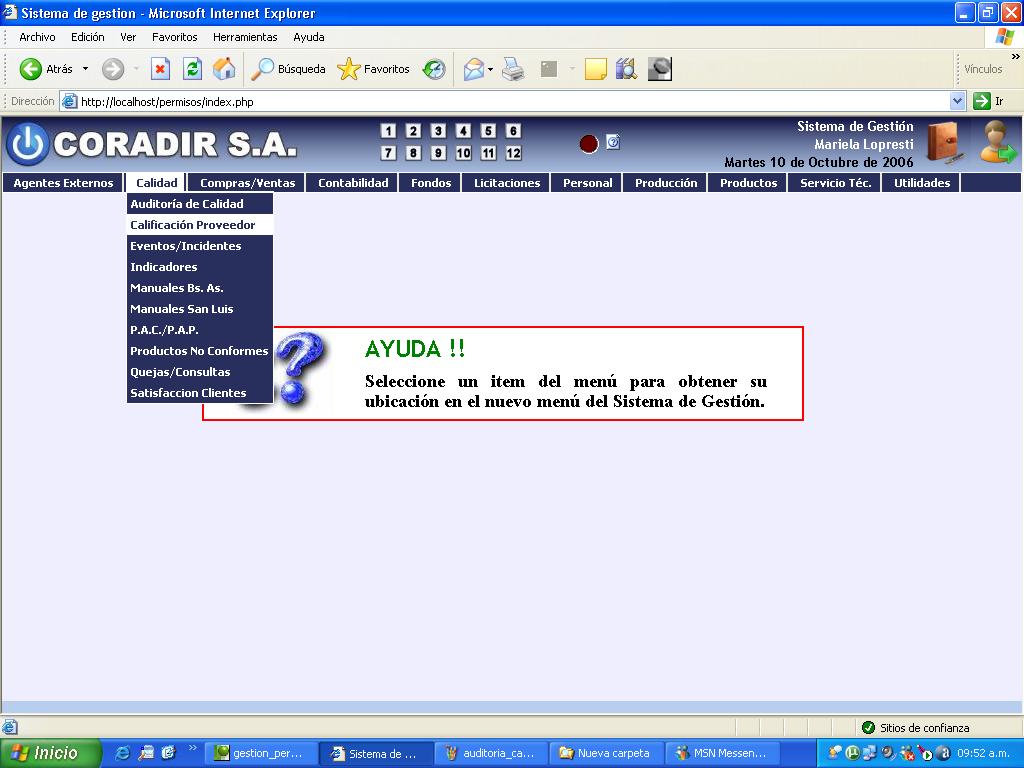 Sistema de gestion - Microsoft Internet Explorer
Archivo Edición Ver Favoritos Herramientas Ayuda
Atrás Búsqueda Favoritos Vínculos »
Dirección http://localhost/permisos/index.php Ir
CORADIR S.A.
1 2 3 4 5 6
7 8 9 10 11 12
Sistema de Gestión
Mariela Lopresti
Martes 10 de Octubre de 2006
Agentes Externos Calidad Compras/Ventas Contabilidad Fondos Licitaciones Personal Producción Productos Servicio Téc. Utilidades
Auditoría de Calidad
Calificación Proveedor
Eventos/Incidentes
Indicadores
Manuales Bs. As.
Manuales San Luis
P.A.C./P.A.P.
Productos No Conformes
Quejas/Consultas
Satisfaccion Clientes
AYUDA !!
Seleccione un item del menú para obtener su
ubicación en el nuevo menú del Sistema de Gestión.
Sitios de confianza
Inicio » gestion_per... Sistema de ... auditoria_ca... Nueva carpeta MSN Messen... 09:52 a.m.